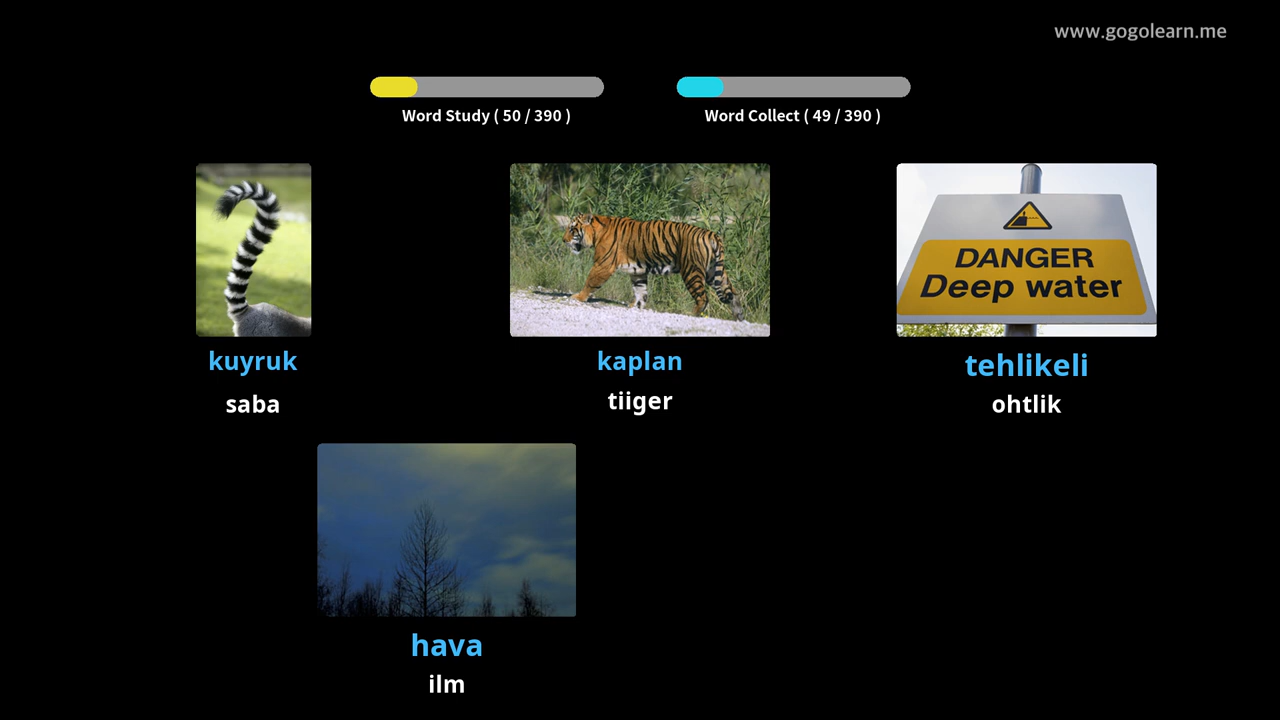 www.gogolearn.me
Word Study ( 50 / 390 )
Word Collect ( 49 / 390 )
DANGER
Deep water
kuyruk
kaplan
tehlikeli
saba
tiiger
ohtlik
hava
ilm